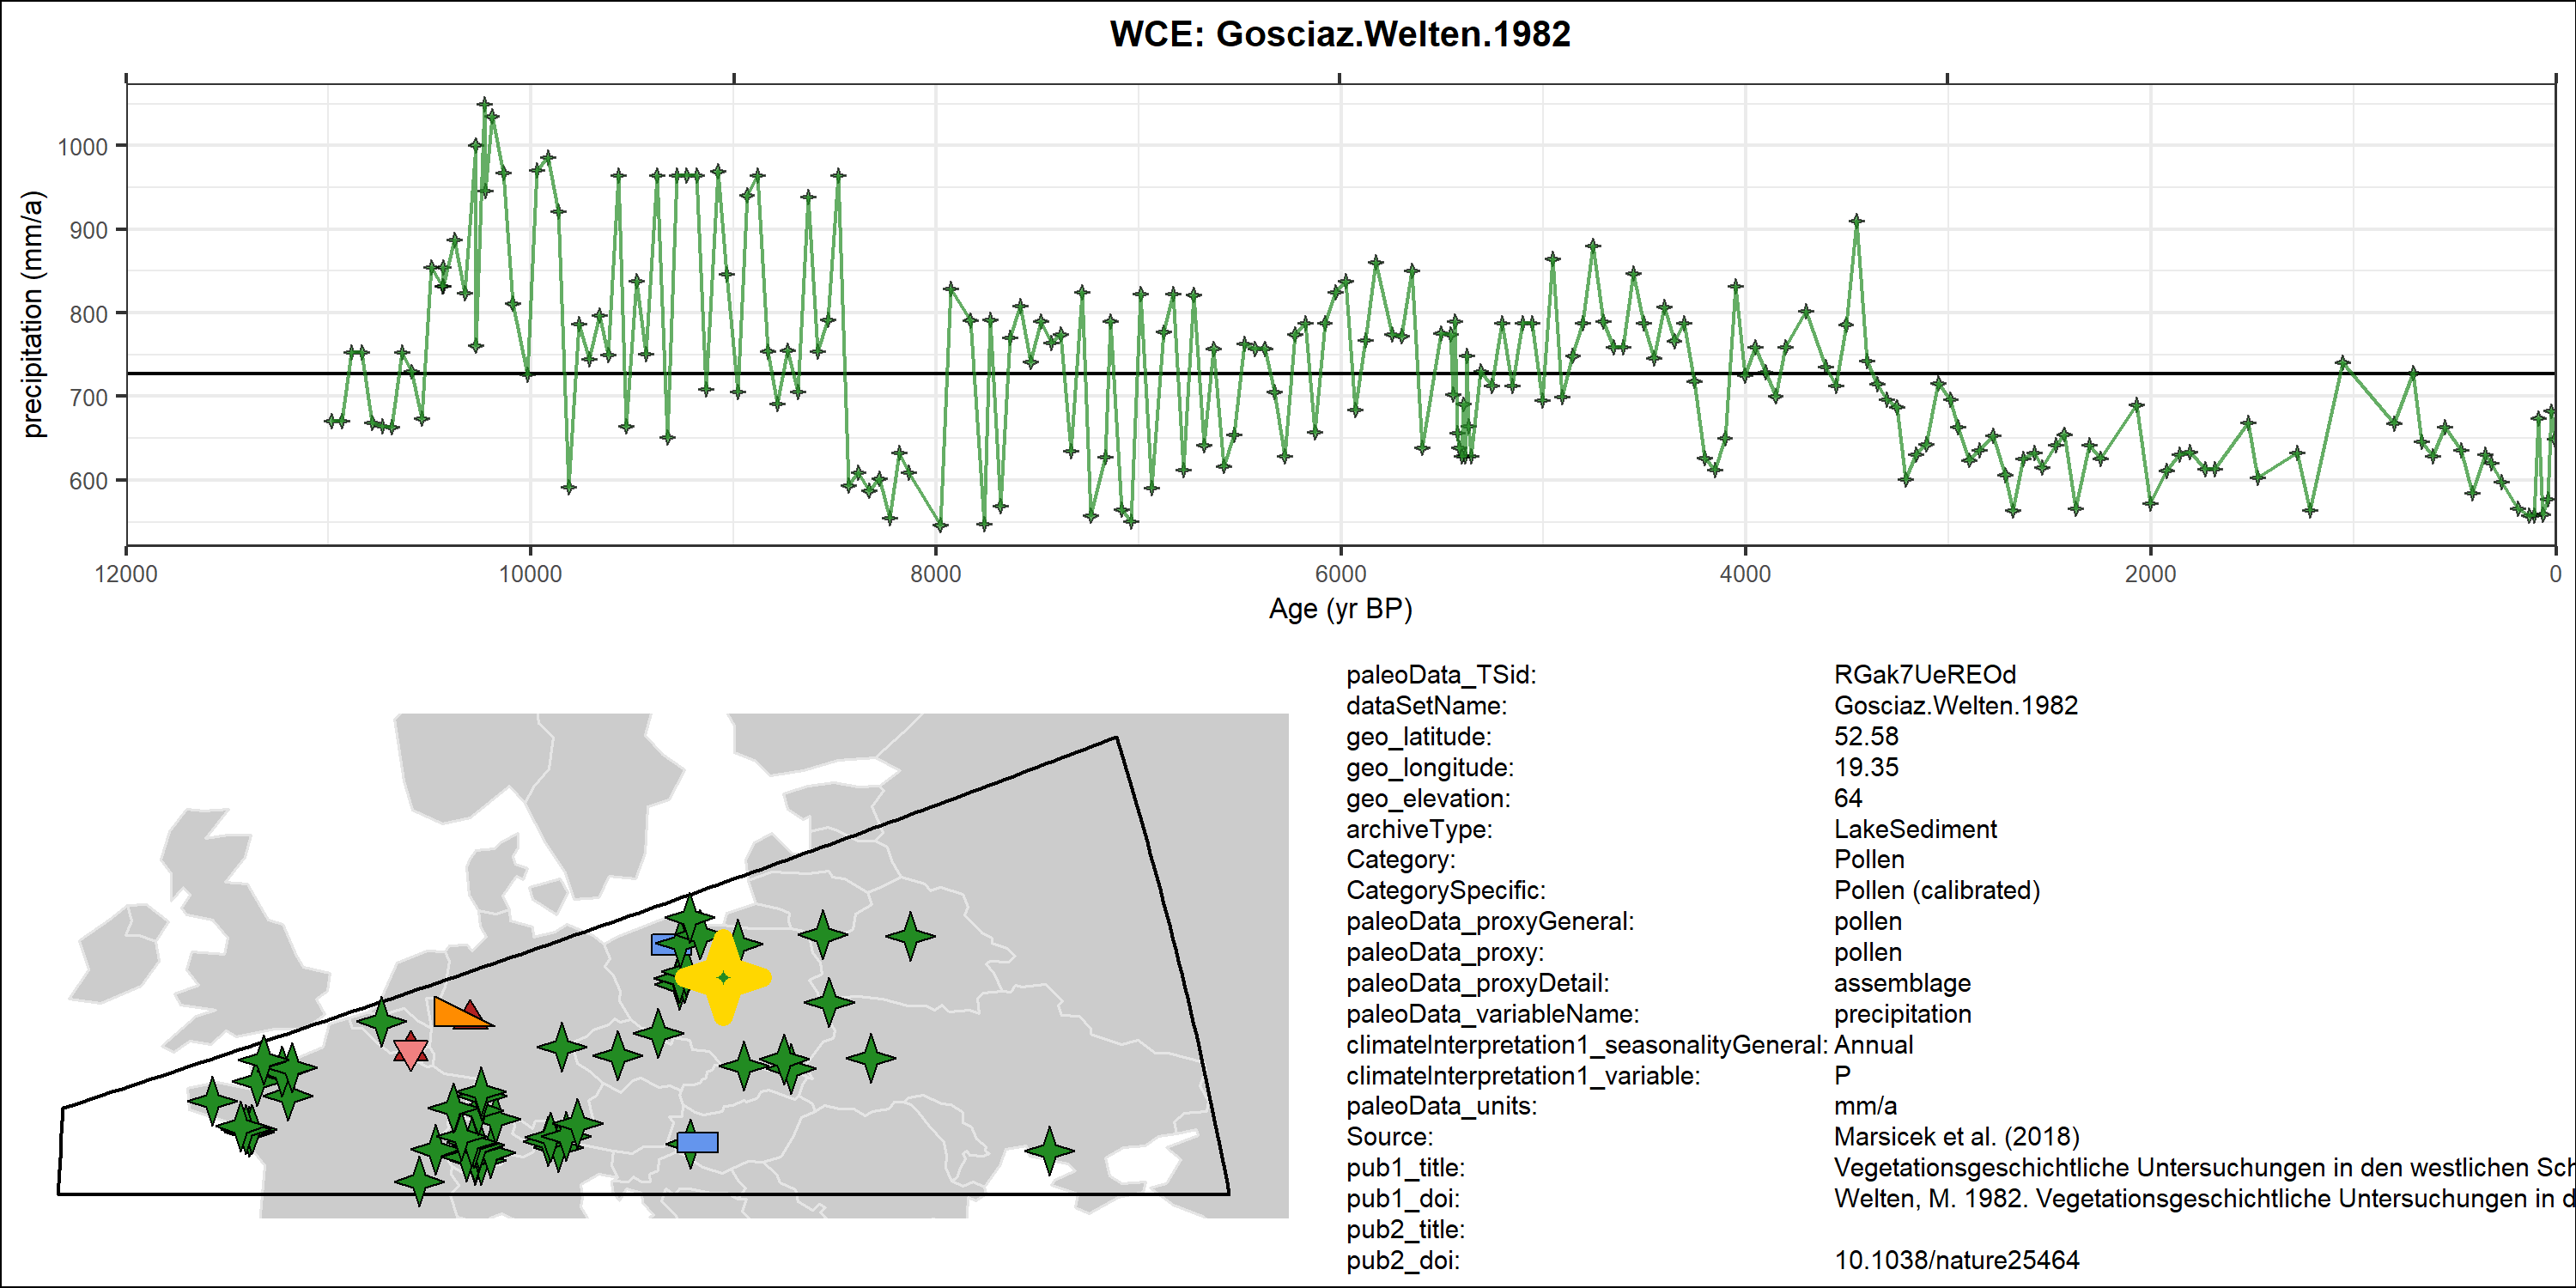 WCE: Gosciaz.Welten.1982
precipitation (mm/a)
1000
900
800
700
600
12000 10000 8000 6000 4000 2000 0
Age (yr BP)
paleoData_TSid: RGak7UeREOd
dataSetName: Gosciaz.Welten.1982
geo_latitude: 52.58
geo_longitude: 19.35
geo_elevation: 64
archiveType: LakeSediment
Category: Pollen
CategorySpecific: Pollen (calibrated)
paleoData_proxyGeneral: pollen
paleoData_proxy: pollen
paleoData_proxyDetail: assemblage
paleoData_variableName: precipitation
climateInterpretation1_seasonalityGeneral: Annual
climateInterpretation1_variable: P
paleoData_units: mm/a
Source: Marsicek et al. (2018)
pub1_title: Vegetationsgeschichtliche Untersuchungen in den westlichen Sch
pub1_doi: Welten, M. 1982. Vegetationsgeschichtliche Untersuchungen in d
pub2_title:
pub2_doi: 10.1038/nature25464